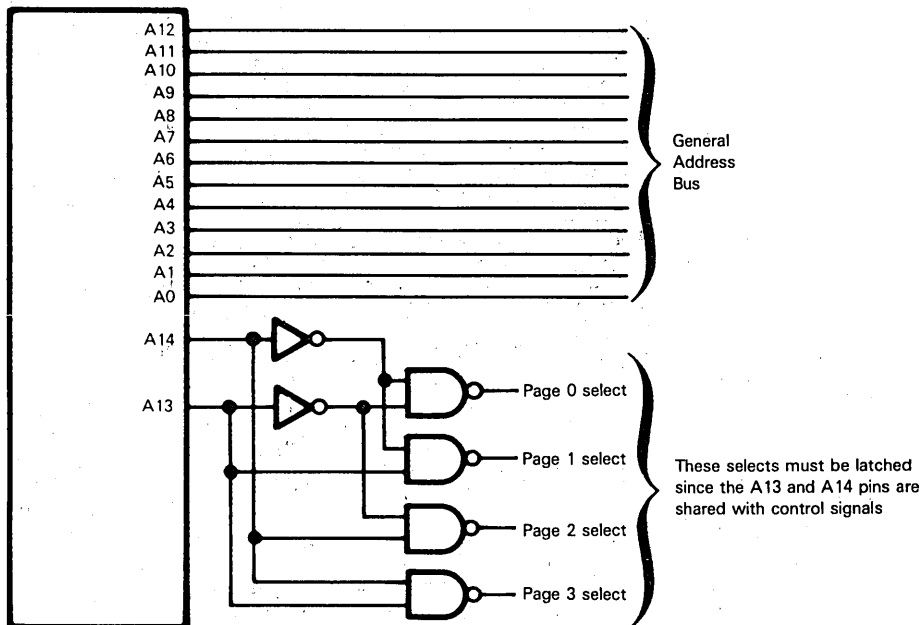 A12
A11
A10
A9
A8
A7
A6
A5
A4
A3
A2
A1
A0
General
Address
Bus
A14
A13
Page 0 select
Page 1 select
Page 2 select
Page 3 select
These selects must be latched
since the A13 and A14 pins are
shared with control signals